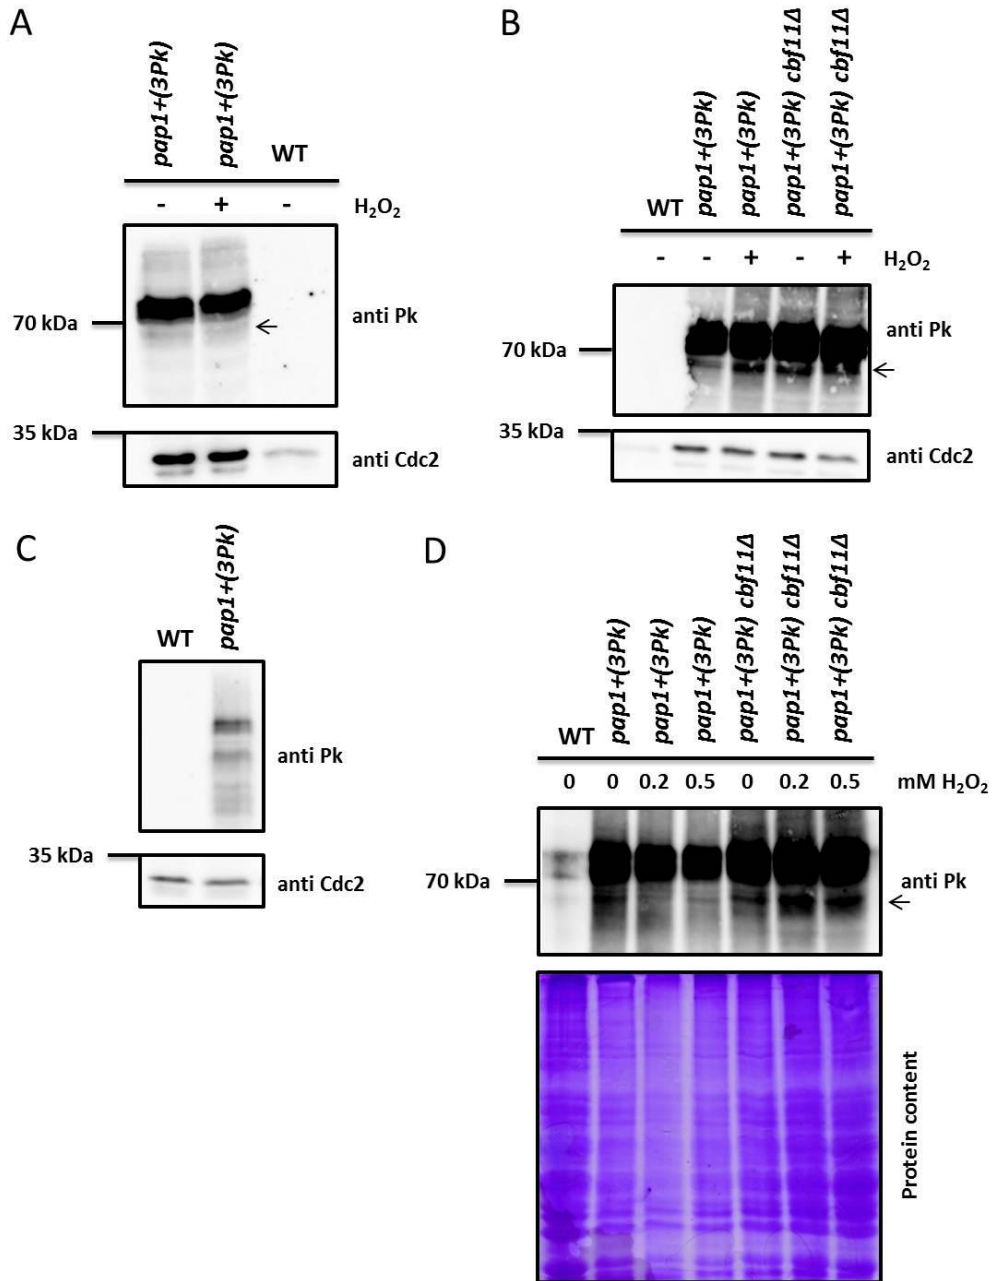 A
pap1+(3Pk)
pap1+(3Pk)
WT
- + - H₂O₂
70 kDa
anti Pk
35 kDa
anti Cdc2
B
WT
pap1+(3Pk)
pap1+(3Pk)
pap1+(3Pk) cbf11Δ
pap1+(3Pk) cbf11Δ
- - + - + H₂O₂
70 kDa
anti Pk
35 kDa
anti Cdc2
C
WT
pap1+(3Pk)
anti Pk
35 kDa
anti Cdc2
D
WT
pap1+(3Pk)
pap1+(3Pk)
pap1+(3Pk)
pap1+(3Pk) cbf11Δ
pap1+(3Pk) cbf11Δ
pap1+(3Pk) cbf11Δ
0 0 0.2 0.5 0 0.2 0.5 mM H₂O₂
70 kDa
anti Pk
Protein content